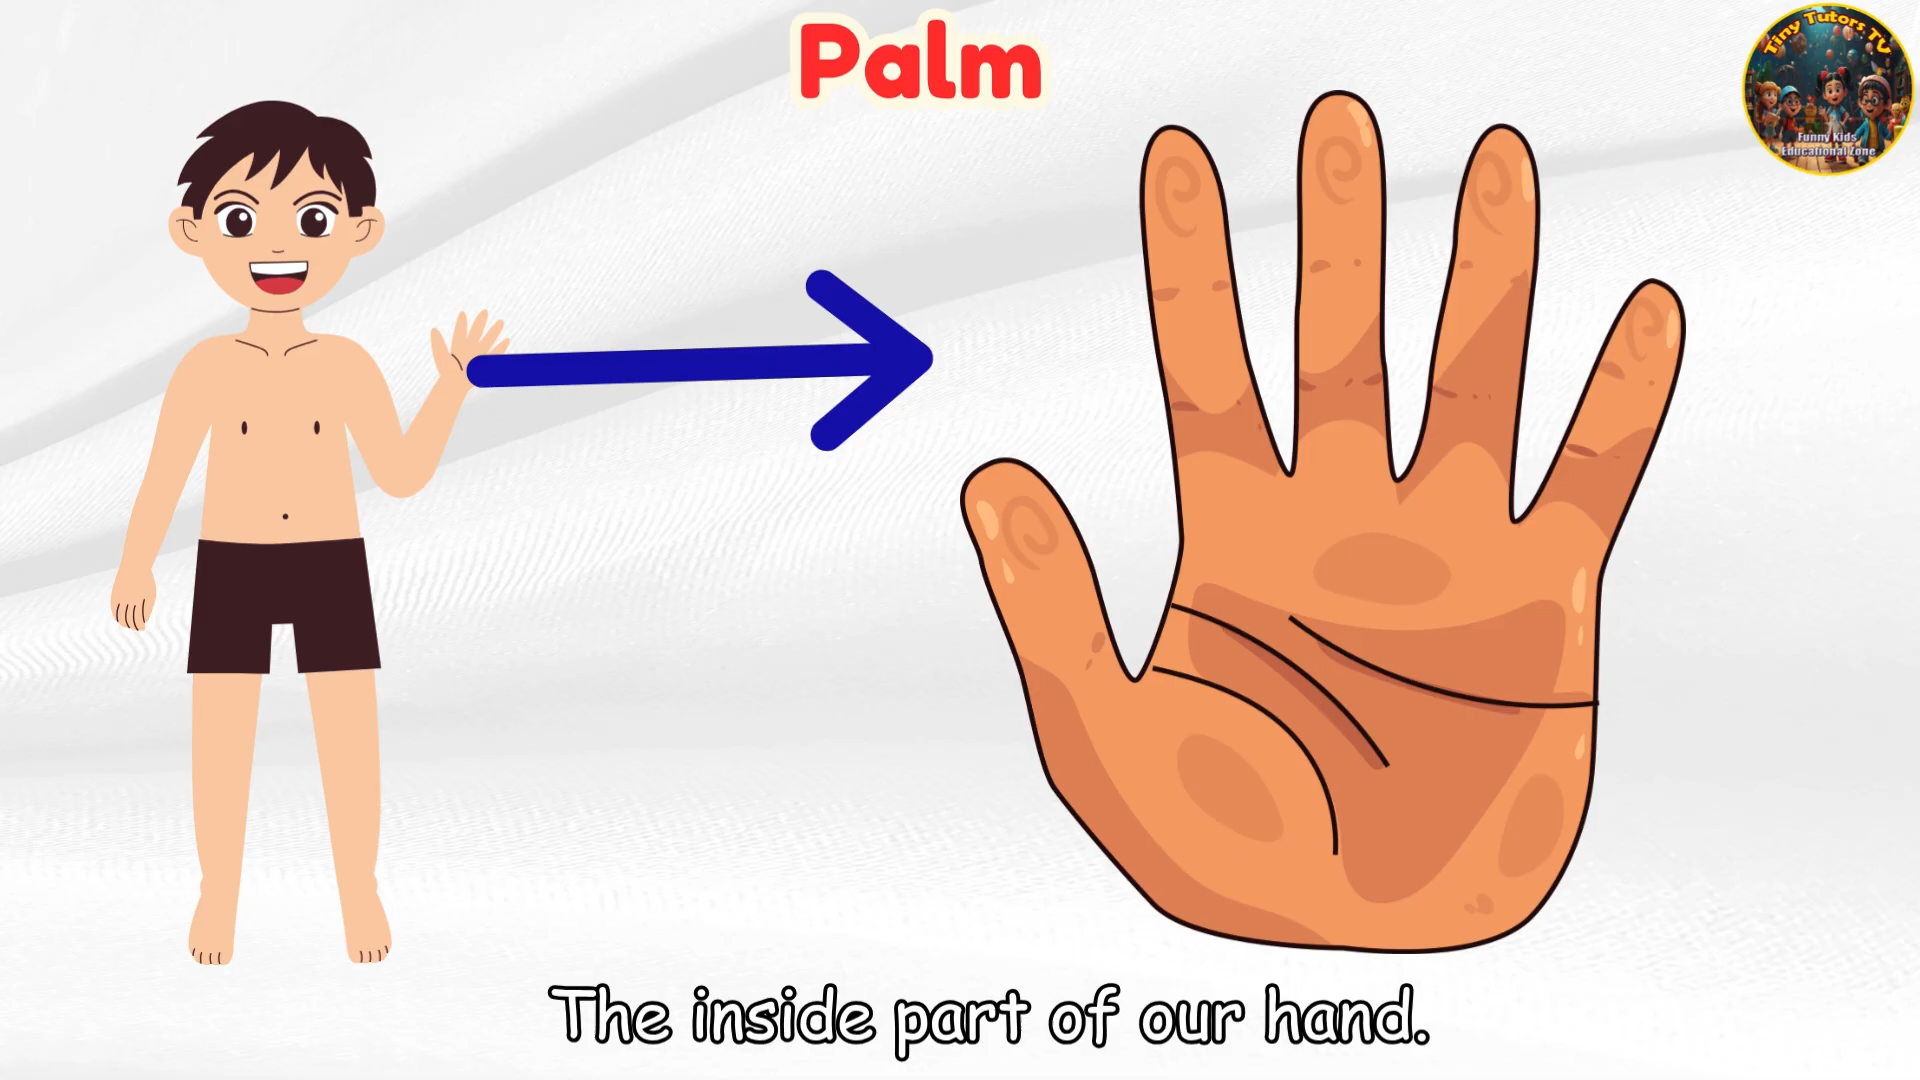 Palm
Tiny Tutors TV
Funny Kids
Educational Zone
The inside part of our hand.